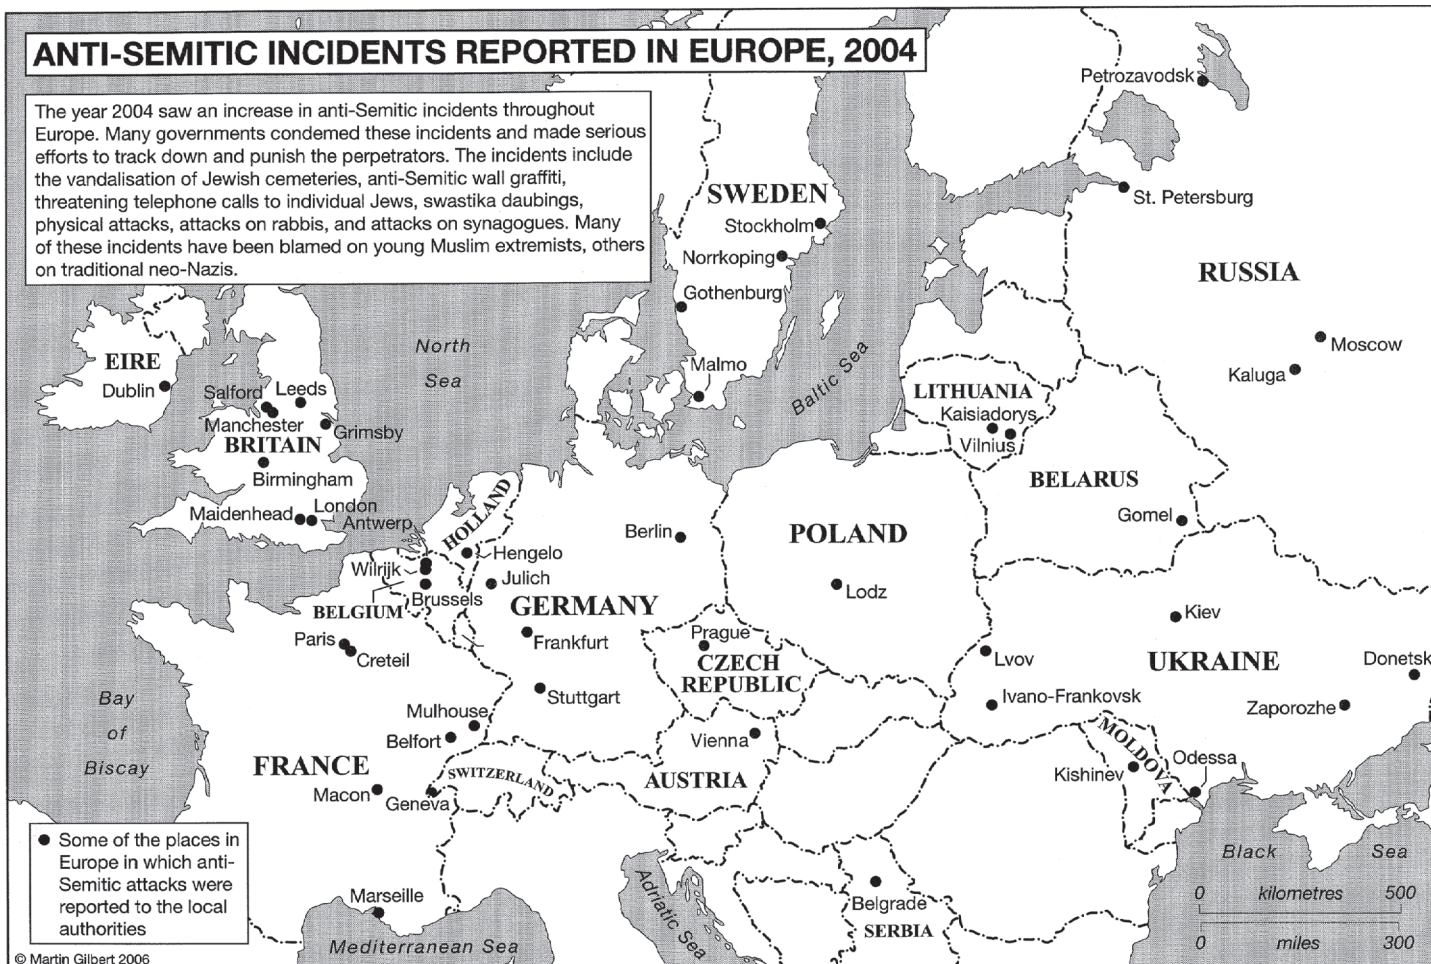 ANTI-SEMITIC INCIDENTS REPORTED IN EUROPE, 2004
The year 2004 saw an increase in anti-Semitic incidents throughout
Europe. Many governments condemed these incidents and made serious
efforts to track down and punish the perpetrators. The incidents include
the vandalisation of Jewish cemeteries, anti-Semitic wall graffiti,
threatening telephone calls to individual Jews, swastika daubings,
physical attacks, attacks on rabbis, and attacks on synagogues. Many
of these incidents have been blamed on young Muslim extremists, others
on traditional neo-Nazis.
Petrozavodsk
St. Petersburg
SWEDEN
Stockholm
Norrkoping
Gothenburg
Malmo
RUSSIA
Moscow
Kaluga
North
Sea
Baltic Sea
EIRE
Dublin
Salford
Leeds
Manchester
Grimsby
BRITAIN
Birmingham
Maidenhead
London
LITHUANIA
Kaisiadorys
Vilnius
BELARUS
Gomel
Antwerp
HOLLAND
Hengelo
Wilrijk
Julich
Brussels
BELGIUM
Berlin
GERMANY
Frankfurt
Stuttgart
POLAND
Lodz
Prague
CZECH
REPUBLIC
Kiev
Lvov
UKRAINE
Donetsk
Ivano-Frankovsk
Zaporozhe
Paris
Creteil
Bay
of
Biscay
Mulhouse
Belfort
FRANCE
Macon
Geneva
SWITZERLAND
Vienna
AUSTRIA
MOLDOVA
Kishinev
Odessa
Marseille
Mediterranean Sea
Adriatic Sea
Belgrade
SERBIA
Black Sea
0 kilometres 500
0 miles 300
Some of the places in
Europe in which anti-
Semitic attacks were
reported to the local
authorities
© Martin Gilbert 2006